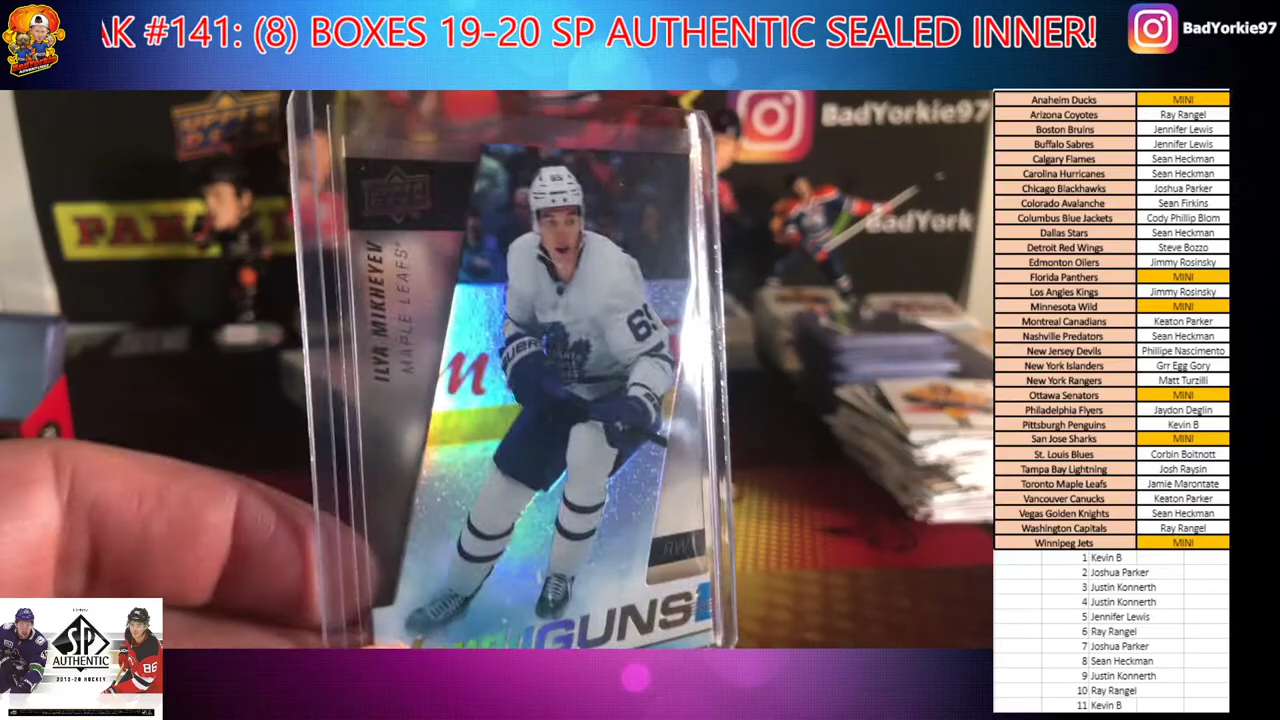 AK #141: (8) BOXES 19-20 SP AUTHENTIC SEALED INNER!
BadYorkie97
BadYorkie97
BadYork
ILYA MIKHEYEV
MAPLE LEAFS
65
RW
GUNS
SP
AUTHENTIC
2019-20 HOCKEY
86
Anaheim Ducks MINI
Arizona Coyotes Ray Rangel
Boston Bruins Jennifer Lewis
Buffalo Sabres Jennifer Lewis
Calgary Flames Sean Heckman
Carolina Hurricanes Sean Heckman
Chicago Blackhawks Joshua Parker
Colorado Avalanche Sean Firkins
Columbus Blue Jackets Cody Phillip Blom
Dallas Stars Sean Heckman
Detroit Red Wings Steve Bozzo
Edmonton Oilers Jimmy Rosinsky
Florida Panthers MINI
Los Angles Kings Jimmy Rosinsky
Minnesota Wild MINI
Montreal Canadians Keaton Parker
Nashville Predators Sean Heckman
New Jersey Devils Phillipe Nascimento
New York Islanders Grr Egg Gory
New York Rangers Matt Turzilli
Ottawa Senators MINI
Philadelphia Flyers Jaydon Deglin
Pittsburgh Penguins Kevin B
San Jose Sharks MINI
St. Louis Blues Corbin Boitnott
Tampa Bay Lightning Josh Raysin
Toronto Maple Leafs Jamie Marontate
Vancouver Canucks Keaton Parker
Vegas Golden Knights Sean Heckman
Washington Capitals Ray Rangel
Winnipeg Jets MINI
1 Kevin B
2 Joshua Parker
3 Justin Konnerth
4 Justin Konnerth
5 Jennifer Lewis
6 Ray Rangel
7 Joshua Parker
8 Sean Heckman
9 Justin Konnerth
10 Ray Rangel
11 Kevin B